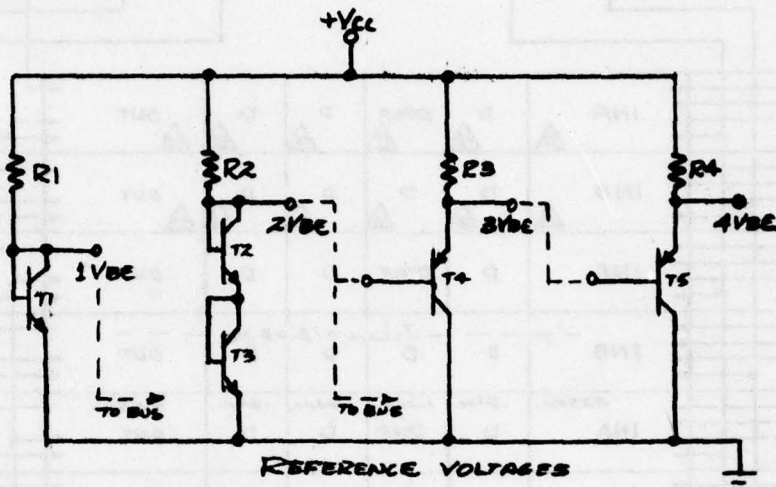 +Vcc
R1
R2
R3
R4
1VBE
2VBE
3VBE
4VBE
T1
T2
T3
T4
T5
TO BUS
TO BUS
REFERENCE VOLTAGES